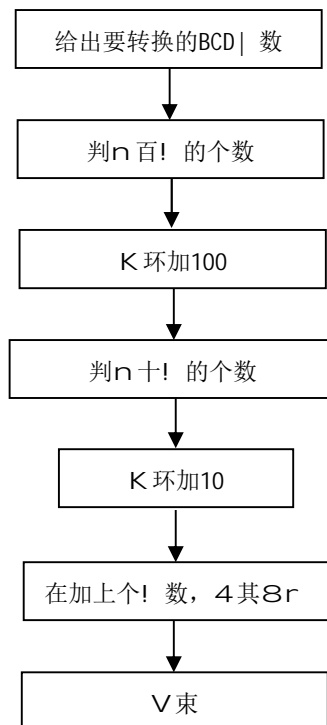 给出要转换的BCD| 数
判n百! 的个数
K环加100
判n十! 的个数
K环加10
在加上个! 数，4其8r
V束